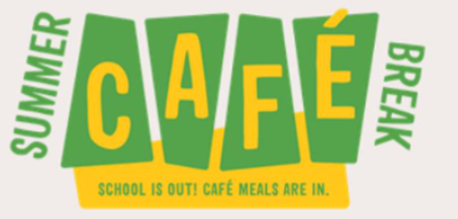 SUMMER
CAFÉ
BREAK
SCHOOL IS OUT! CAFÉ MEALS ARE IN.